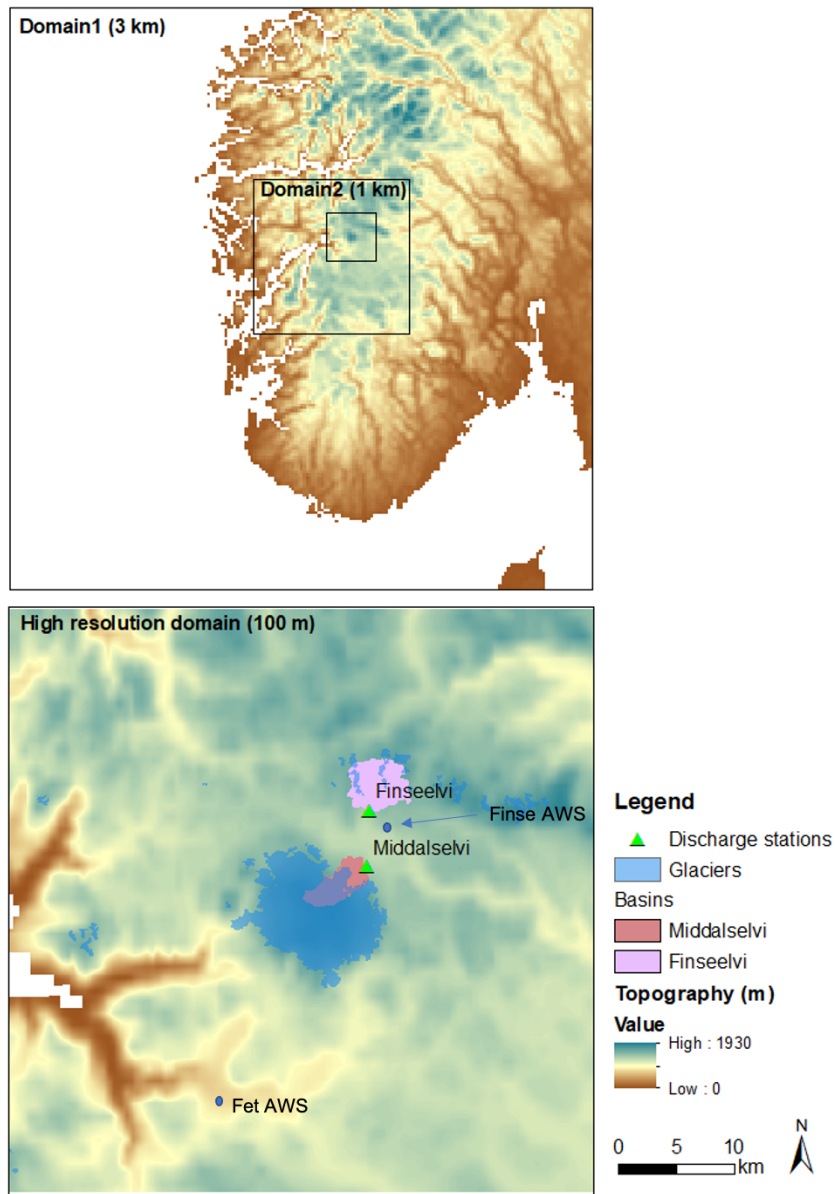 Domain1 (3 km)
Domain2 (1 km)
High resolution domain (100 m)
Finseelvi
Finse AWS
Middalselvi
Fet AWS
Legend
Discharge stations
Glaciers
Basins
Middalselvi
Finseelvi
Topography (m)
Value
High : 1930
Low : 0
N
0 5 10
km